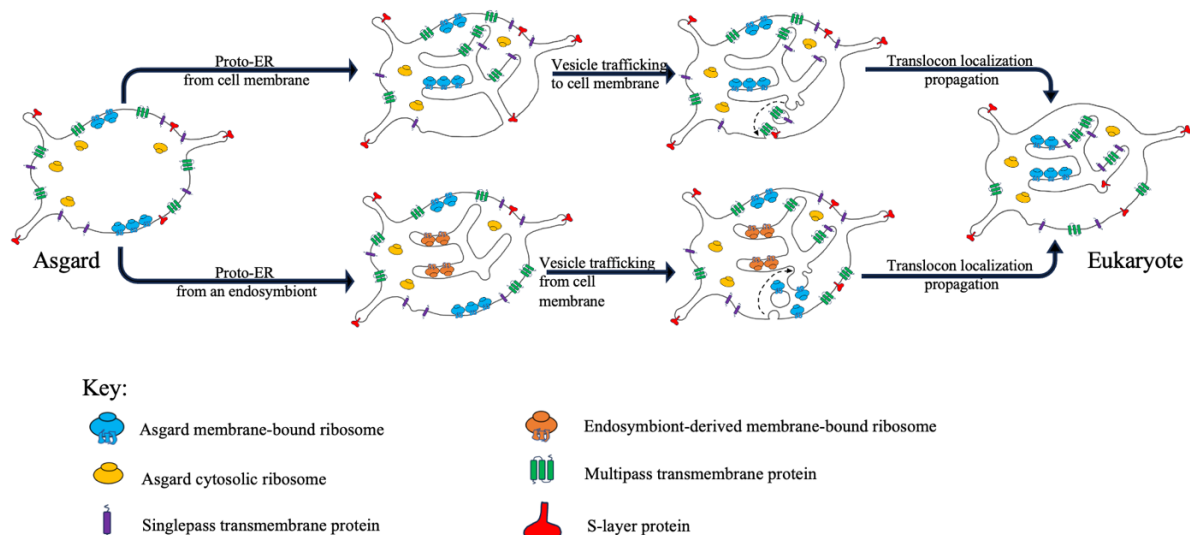 Proto-ER
from cell membrane
Vesicle trafficking
to cell membrane
Translocon localization
propagation
Asgard
Eukaryote
Proto-ER
from an endosymbiont
Vesicle trafficking
from cell
membrane
Translocon localization
propagation
Key:
Asgard membrane-bound ribosome
Endosymbiont-derived membrane-bound ribosome
Asgard cytosolic ribosome
Multipass transmembrane protein
Singlepass transmembrane protein
S-layer protein